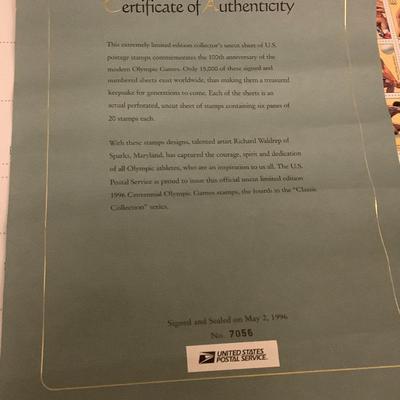 Certificate of Authenticity
This extremely limited edition collector's uncut sheet of U.S.
postage stamps commemorates the 100th anniversary of the
modern Olympic Games. Only 15,000 of these signed and
numbered sheets exist worldwide, thus making them a treasured
keepsake for generations to come. Each of the sheets is an
actual perforated, uncut sheet of stamps containing six panes of
20 stamps each.
With these stamps designs, talented artist Richard Waldrep of
Sparks, Maryland, has captured the courage, spirit and dedication
of all Olympic athletes, who are an inspiration to us all. The U.S.
Postal Service is proud to issue this official uncut limited edition
1996 Centennial Olympic Games stamps, the fourth in the "Classic
Collection" series.
Signed and Sealed on May 2, 1996
No. 7056
UNITED STATES
POSTAL SERVICE